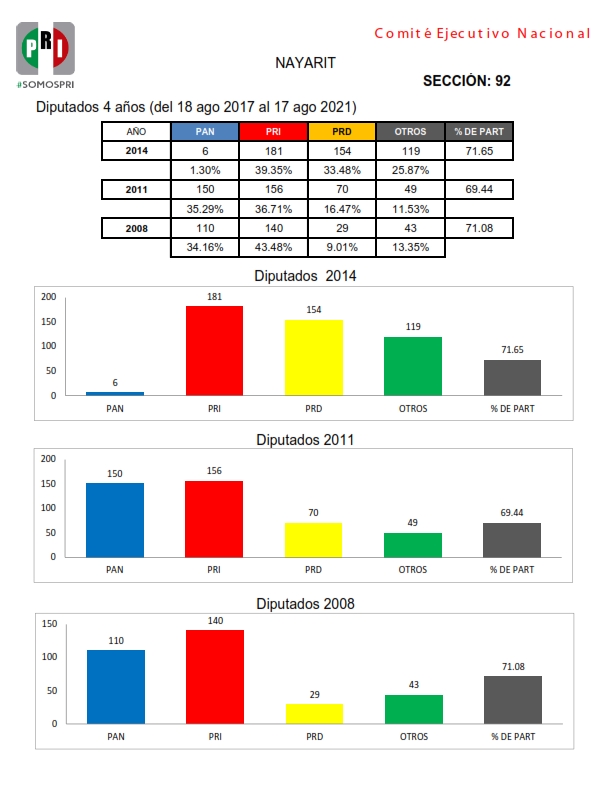 PRI
#SOMOSPRI
Comité Ejecutivo Nacional
NAYARIT
SECCIÓN: 92
Diputados 4 años (del 18 ago 2017 al 17 ago 2021)
AÑO PAN PRI PRD OTROS % DE PART
2014 6 181 154 119 71.65
1.30% 39.35% 33.48% 25.87%
2011 150 156 70 49 69.44
35.29% 36.71% 16.47% 11.53%
2008 110 140 29 43 71.08
34.16% 43.48% 9.01% 13.35%
Diputados 2014
200
150
100
50
0
6 181 154 119 71.65
PAN PRI PRD OTROS % DE PART
Diputados 2011
200
150
100
50
0
150 156 70 49 69.44
PAN PRI PRD OTROS % DE PART
Diputados 2008
150
100
50
0
110 140 29 43 71.08
PAN PRI PRD OTROS % DE PART